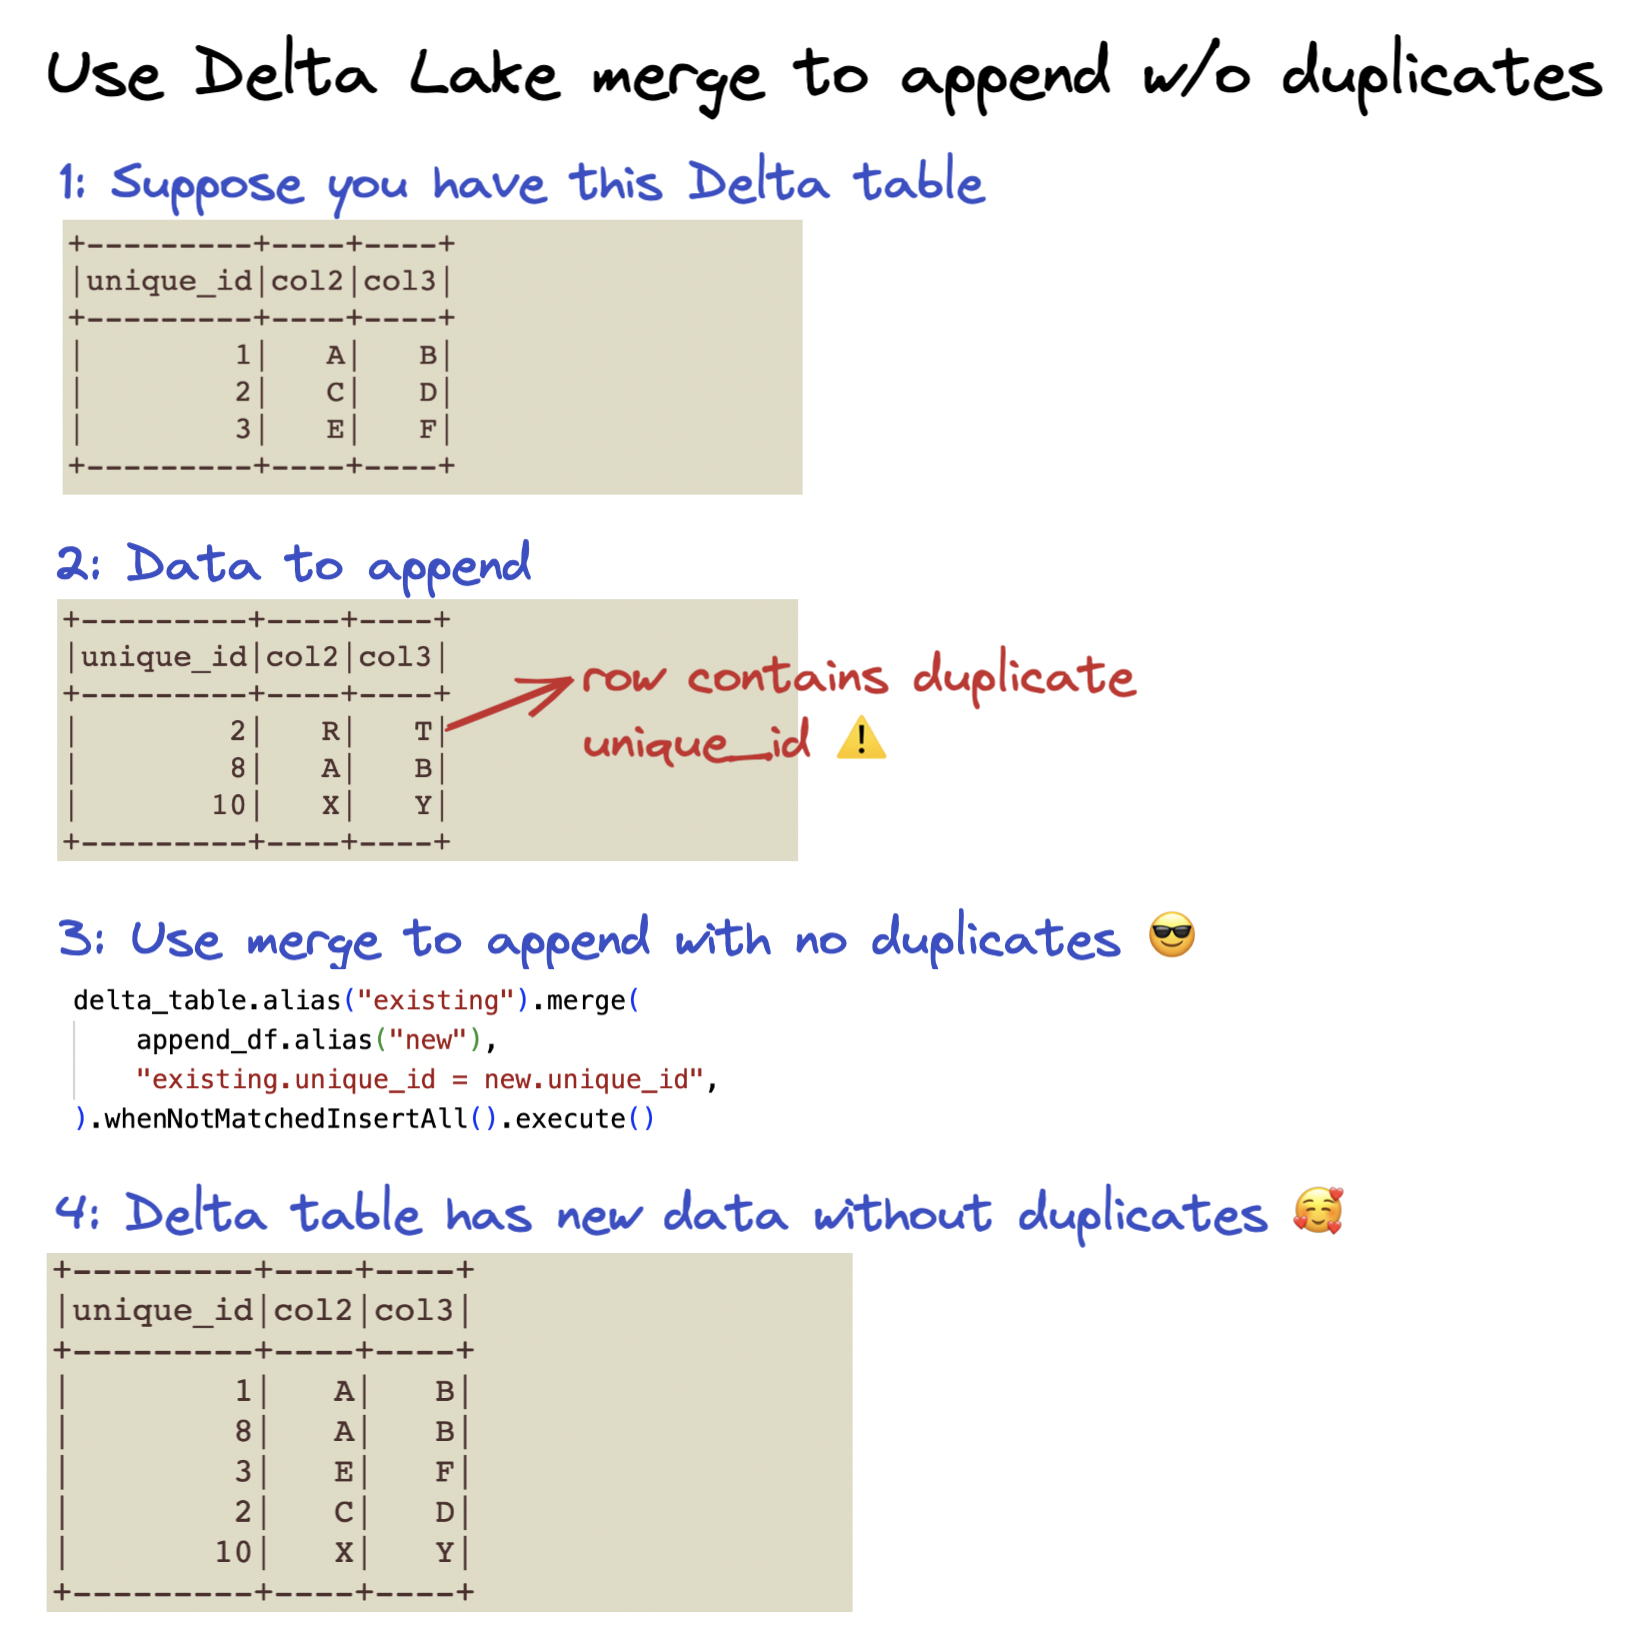 Use Delta Lake merge to append w/o duplicates
1: Suppose you have this Delta table
+---------+----+----+
|unique_id|col2|col3|
+---------+----+----+
|        1|   A|   B|
|        2|   C|   D|
|        3|   E|   F|
+---------+----+----+
2: Data to append
+---------+----+----+
|unique_id|col2|col3|
+---------+----+----+
|        2|   R|   T|
|        8|   A|   B|
|       10|   X|   Y|
+---------+----+----+
row contains duplicate
unique_id ⚠️
3: Use merge to append with no duplicates 😎
delta_table.alias("existing").merge(
    append_df.alias("new"),
    "existing.unique_id = new.unique_id",
).whenNotMatchedInsertAll().execute()
4: Delta table has new data without duplicates 🥰
+---------+----+----+
|unique_id|col2|col3|
+---------+----+----+
|        1|   A|   B|
|        8|   A|   B|
|        3|   E|   F|
|        2|   C|   D|
|       10|   X|   Y|
+---------+----+----+